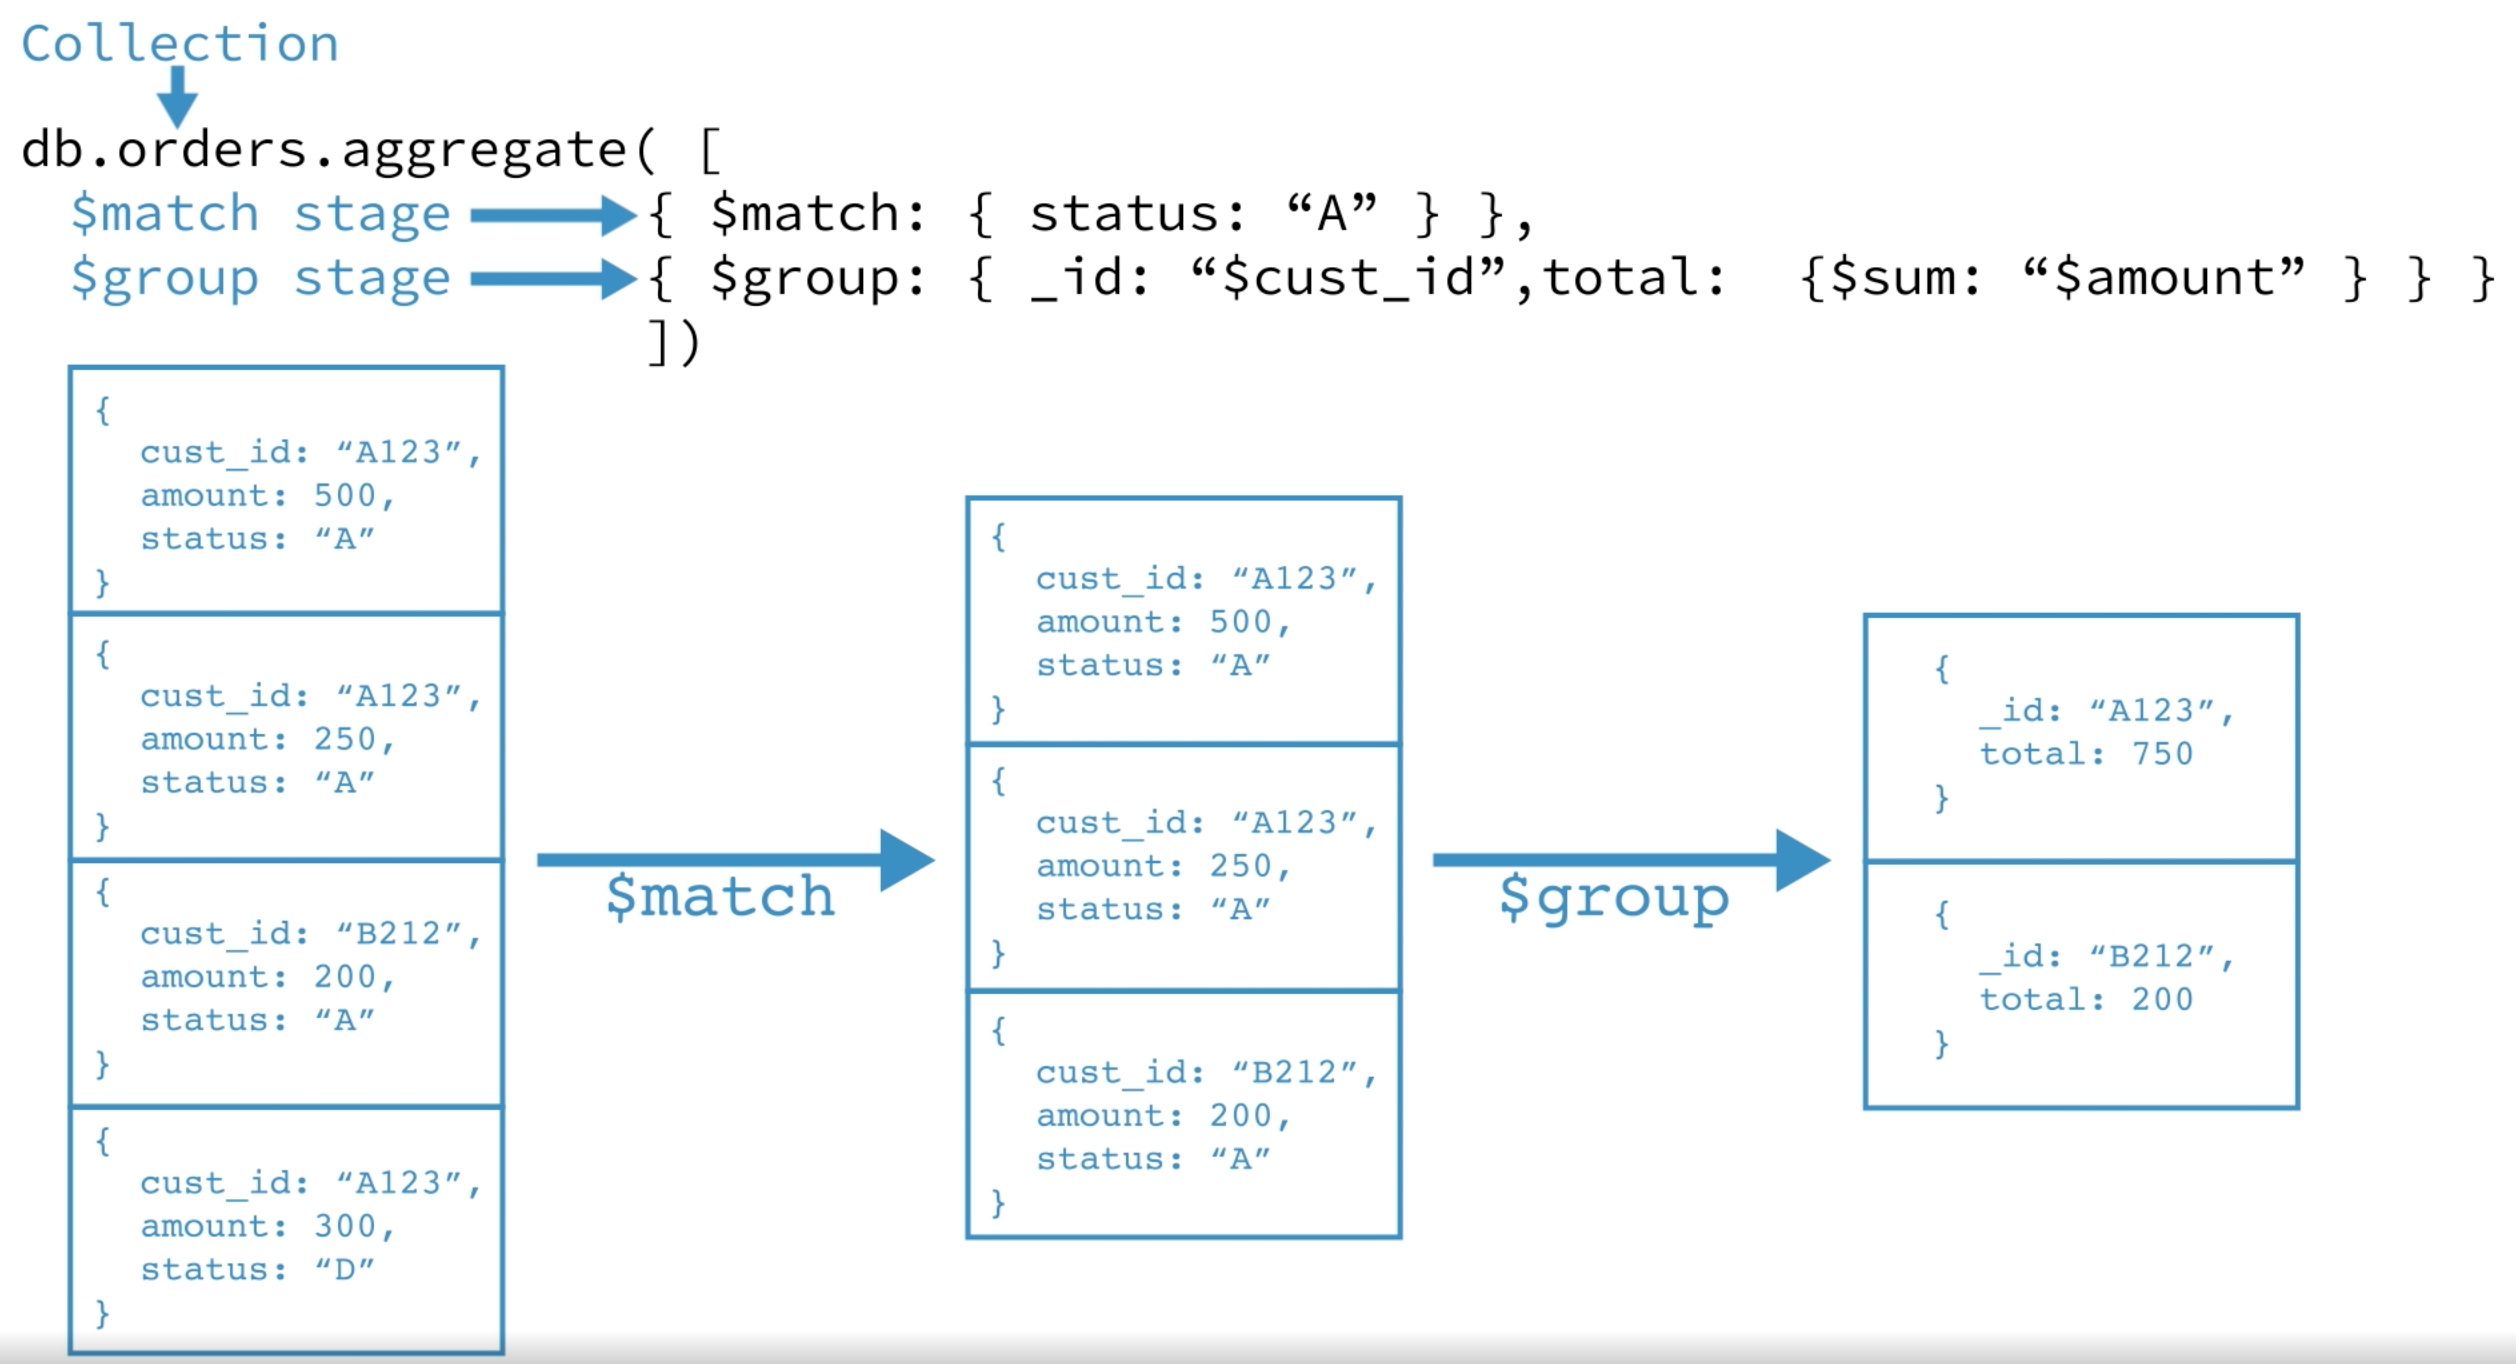 Collection
db.orders.aggregate( [
$match stage { $match: { status: “A” } },
$group stage { $group: { _id: “$cust_id”,total: {$sum: “$amount” } } }
])
{
cust_id: “A123”,
amount: 500,
status: “A”
}
{
cust_id: “A123”,
amount: 250,
status: “A”
}
{
cust_id: “B212”,
amount: 200,
status: “A”
}
{
cust_id: “A123”,
amount: 300,
status: “D”
}
$match
{
cust_id: “A123”,
amount: 500,
status: “A”
}
{
cust_id: “A123”,
amount: 250,
status: “A”
}
{
cust_id: “B212”,
amount: 200,
status: “A”
}
$group
{
_id: “A123”,
total: 750
}
{
_id: “B212”,
total: 200
}